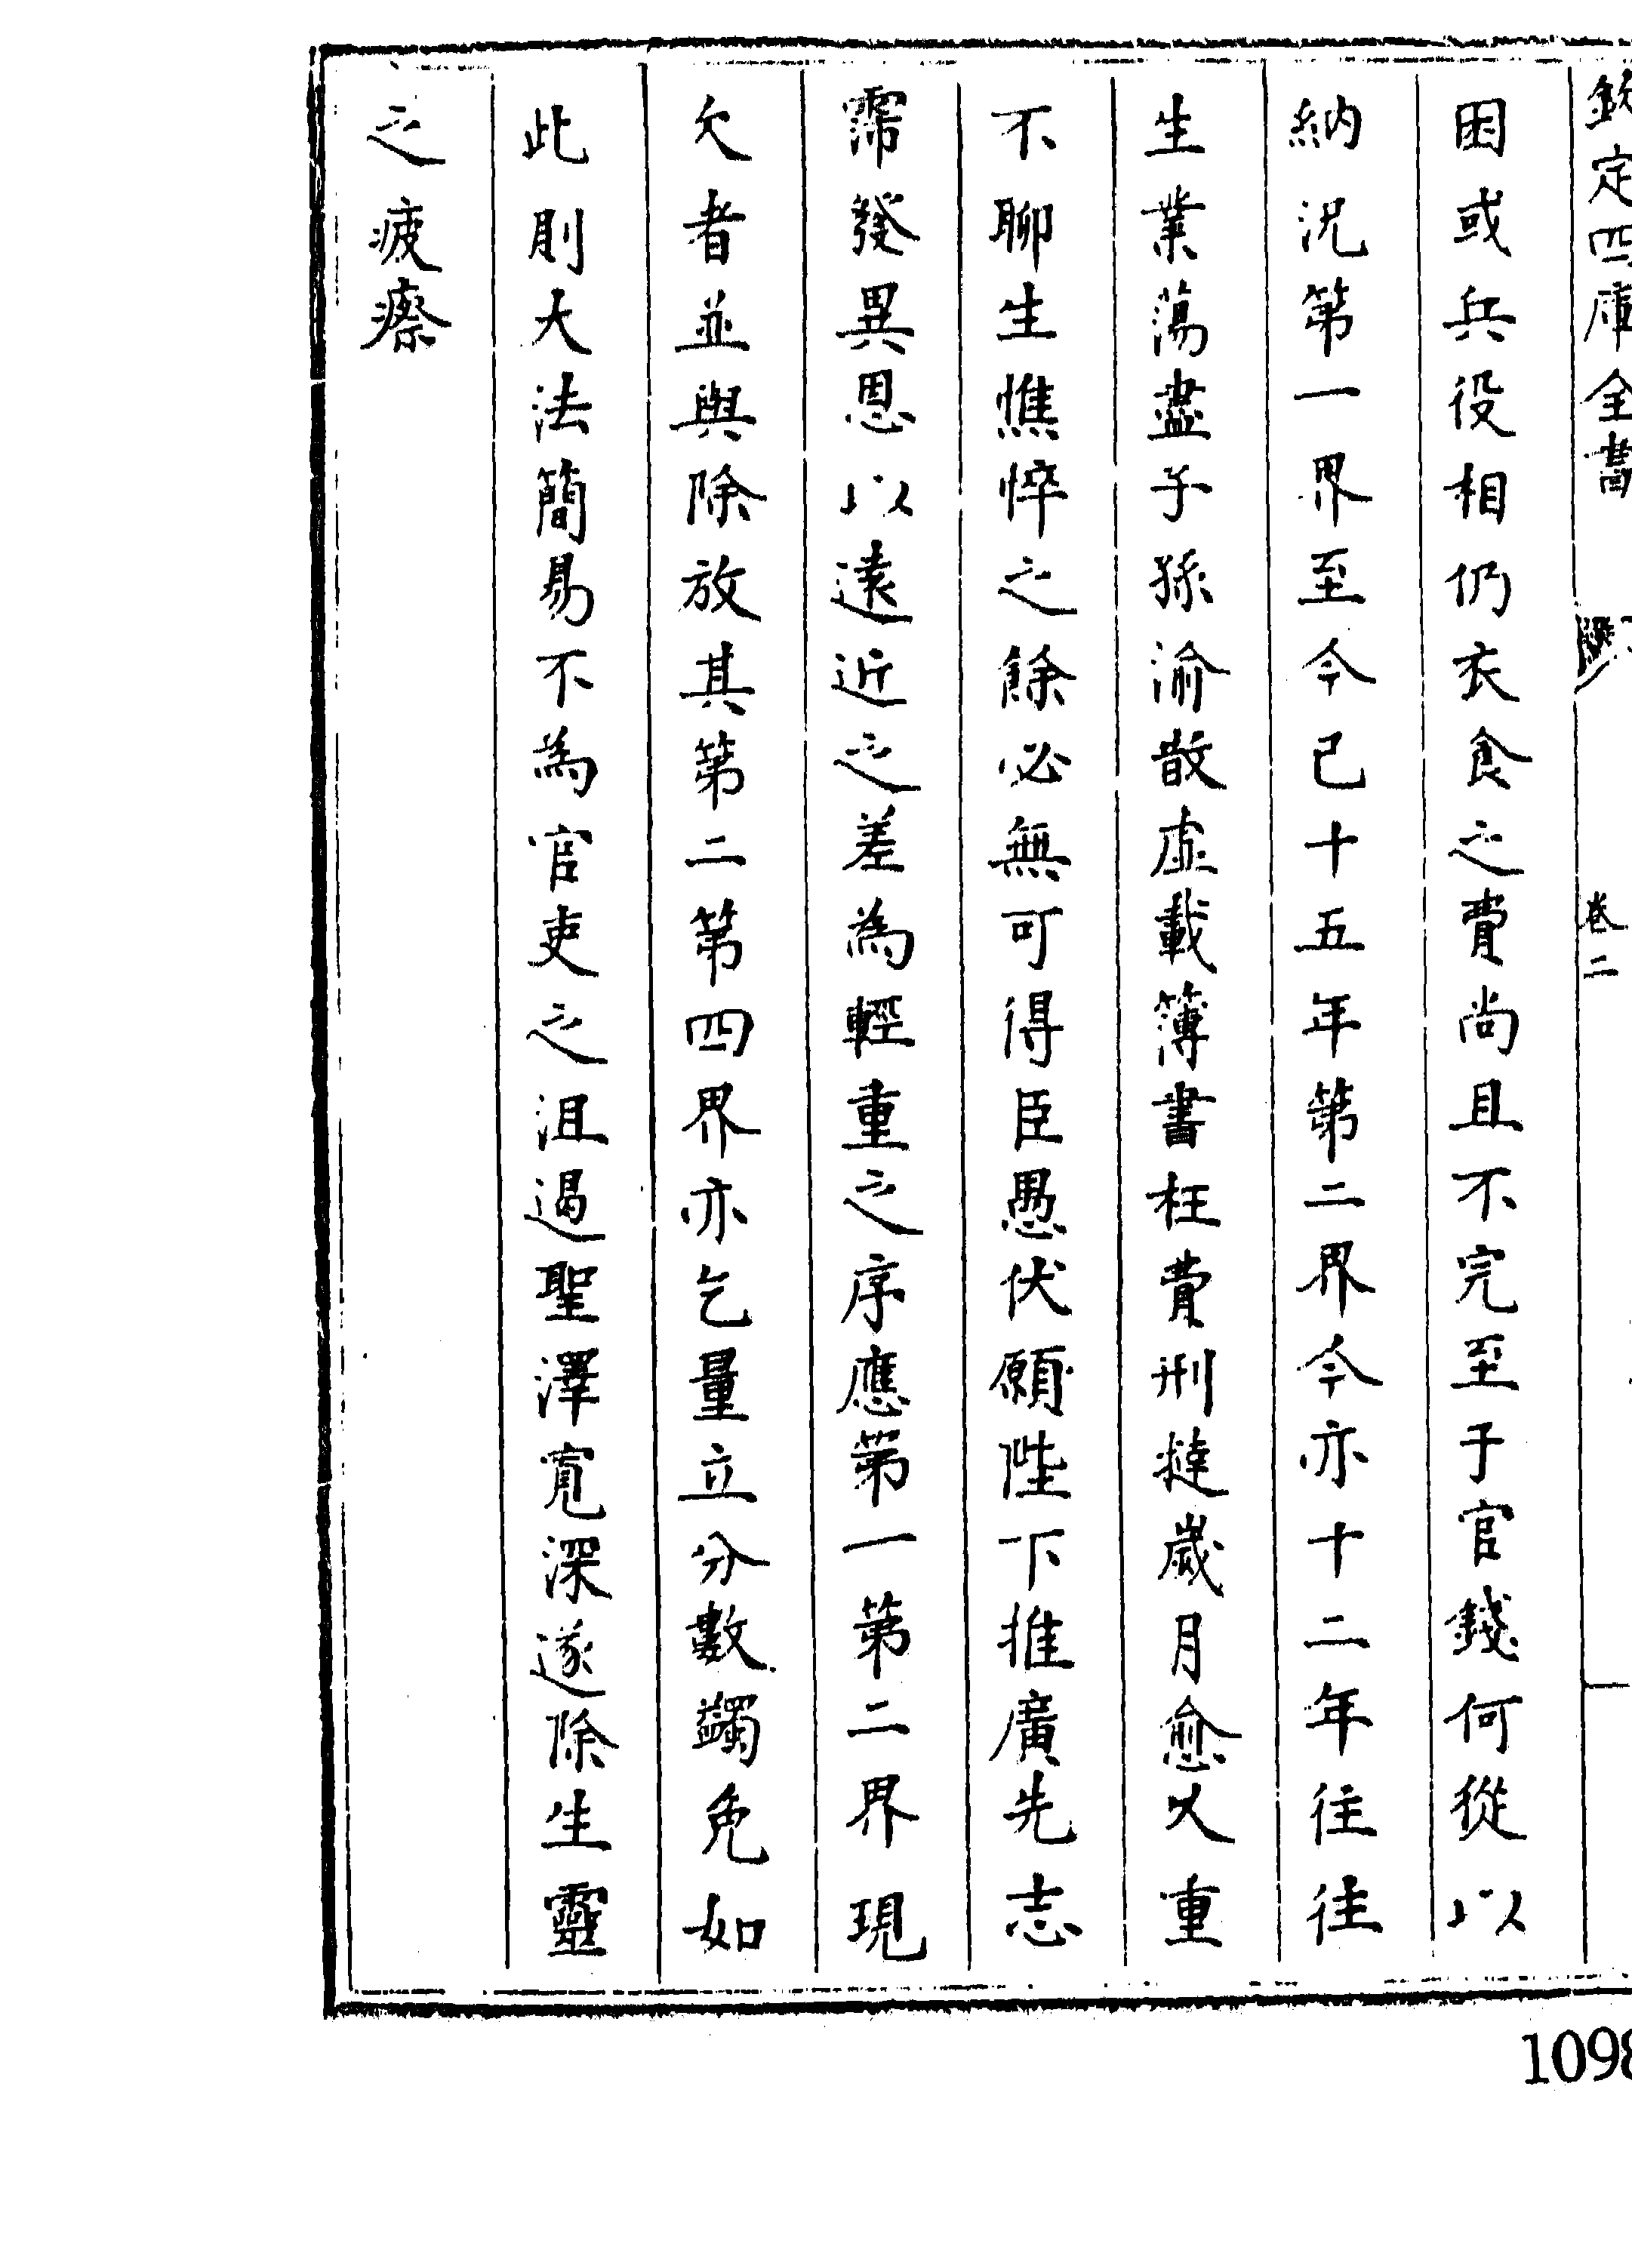 欽定四庫全書
卷二
困或兵役相仍衣食之費尚且不完至于官錢何從以
納況第一界至今已十五年第二界今亦十二年往往
生業蕩盡子孫渝散虛載簿書枉費刑撻歲月愈久重
不聊生憔悴之餘必無可得臣愚伏願陛下推廣先志
霈發異恩以遠近之差為輕重之序應第一第二界現
欠者並與除放其第二第四界亦乞量立分數蠲免如
此則大法簡易不為官吏之沮遏聖澤寬深遂除生靈
之疲瘵
1098